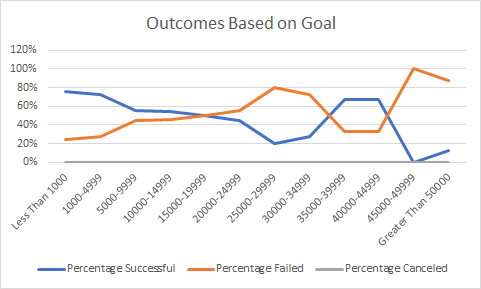 Outcomes Based on Goal
120%
100%
80%
60%
40%
20%
0%
Less Than 1000
1000-4999
5000-9999
10000-14999
15000-19999
20000-24999
25000-29999
30000-34999
35000-39999
40000-44999
45000-49999
Greater Than 50000
Percentage Successful
Percentage Failed
Percentage Canceled